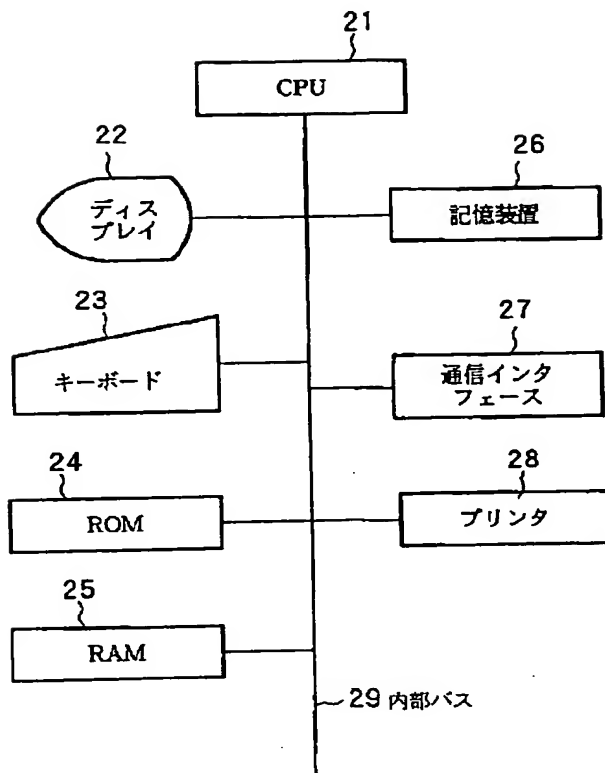 21
CPU
22
ディス
プレイ
26
記憶装置
23
キーボード
27
通信インタ
フェース
24
ROM
28
プリンタ
25
RAM
29 内部バス